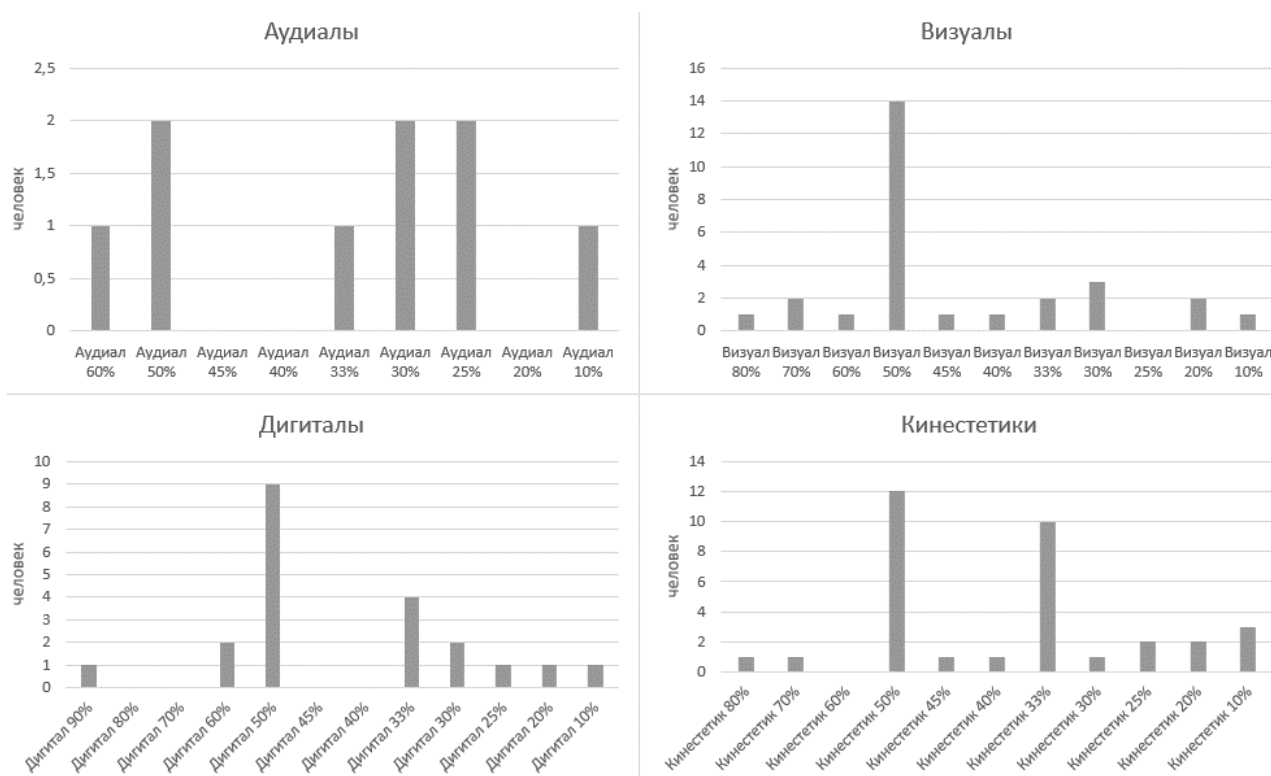 Аудиалы
2,5
2
1,5
1
0,5
0
человек
Аудиал 60%
Аудиал 50%
Аудиал 45%
Аудиал 40%
Аудиал 33%
Аудиал 30%
Аудиал 25%
Аудиал 20%
Аудиал 10%
Визуалы
16
14
12
10
8
6
4
2
0
человек
Визуал 80%
Визуал 70%
Визуал 60%
Визуал 50%
Визуал 45%
Визуал 40%
Визуал 33%
Визуал 30%
Визуал 25%
Визуал 20%
Визуал 10%
Дигиталы
10
9
8
7
6
5
4
3
2
1
0
человек
Дигитал 90%
Дигитал 80%
Дигитал 70%
Дигитал 60%
Дигитал 50%
Дигитал 45%
Дигитал 40%
Дигитал 33%
Дигитал 30%
Дигитал 25%
Дигитал 20%
Дигитал 10%
Кинестетики
14
12
10
8
6
4
2
0
человек
Кинестетик 80%
Кинестетик 70%
Кинестетик 60%
Кинестетик 50%
Кинестетик 45%
Кинестетик 40%
Кинестетик 33%
Кинестетик 30%
Кинестетик 25%
Кинестетик 20%
Кинестетик 10%